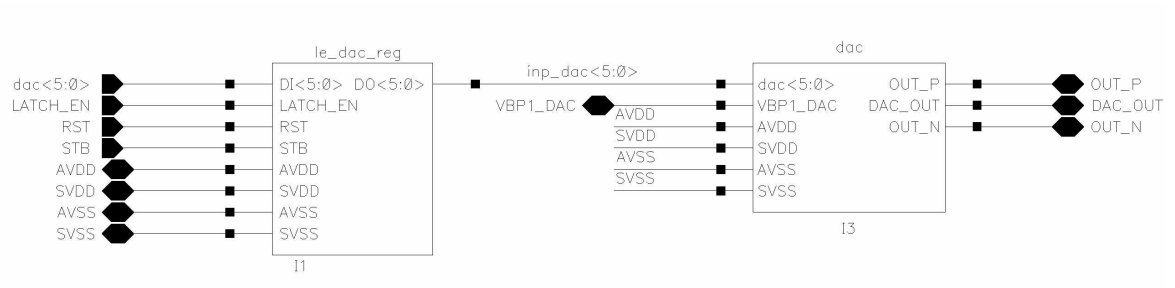 le_dac_reg
dac<5:0>
LATCH_EN
RST
STB
AVDD
SVDD
AVSS
SVSS
DI<5:0> DO<5:0>
LATCH_EN
RST
STB
AVDD
SVDD
AVSS
SVSS
I1
inp_dac<5:0>
VBP1_DAC
AVDD
SVDD
AVSS
SVSS
dac
dac<5:0> OUT_P
VBP1_DAC DAC_OUT
AVDD OUT_N
SVDD
AVSS
SVSS
I3
OUT_P
DAC_OUT
OUT_N